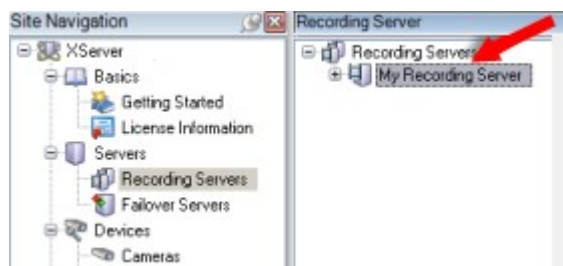 Site Navigation
XServer
Basics
Getting Started
License Information
Servers
Recording Servers
Failover Servers
Devices
Cameras
Recording Server
Recording Servers
My Recording Server